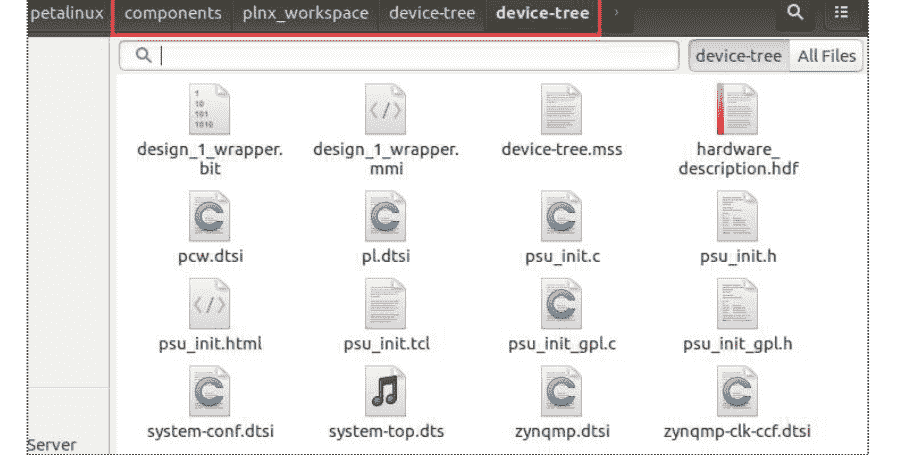 petalinux components plnx_workspace device-tree device-tree
device-tree All Files
design_1_wrapper.
bit
design_1_wrapper.
mmi
device-tree.mss
hardware_
description.hdf
pcw.dtsi
pl.dtsi
psu_init.c
psu_init.h
psu_init.html
psu_init.tcl
psu_init_gpl.c
psu_init_gpl.h
system-conf.dtsi
system-top.dts
zynqmp.dtsi
zynqmp-clk-ccf.dtsi
Server